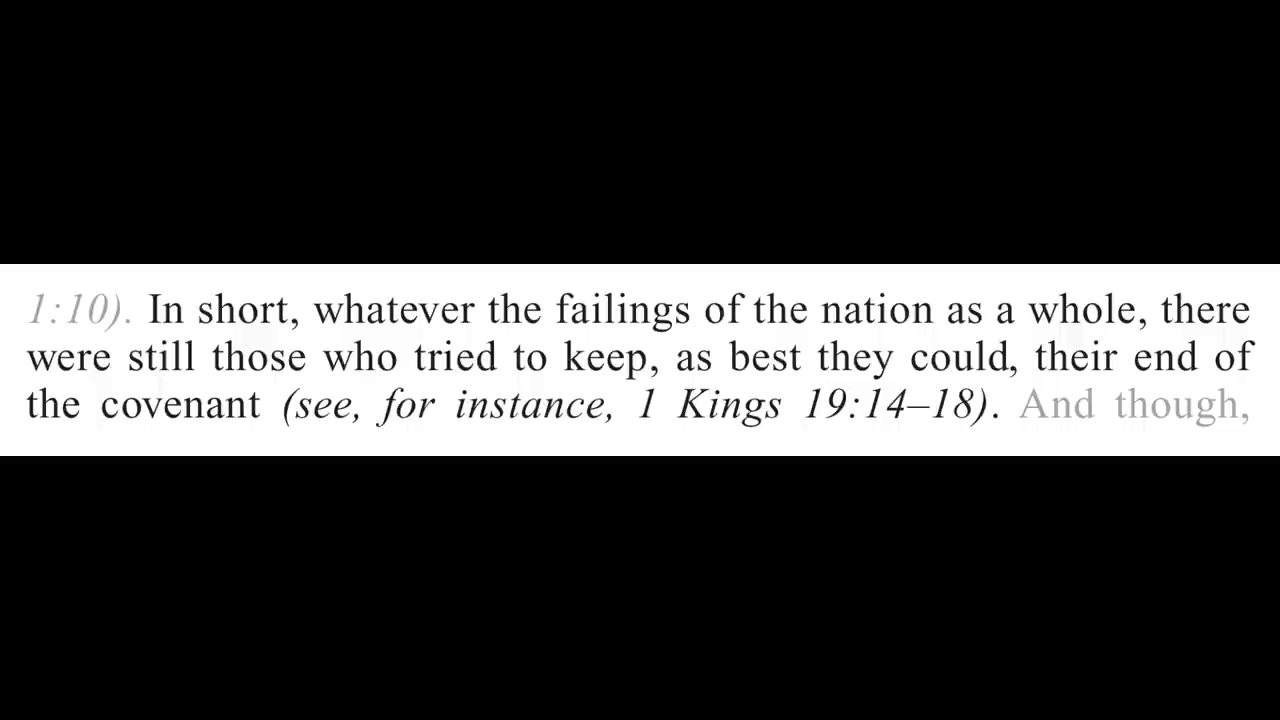 1:10). In short, whatever the failings of the nation as a whole, there
were still those who tried to keep, as best they could, their end of
the covenant (see, for instance, 1 Kings 19:14–18). And though,